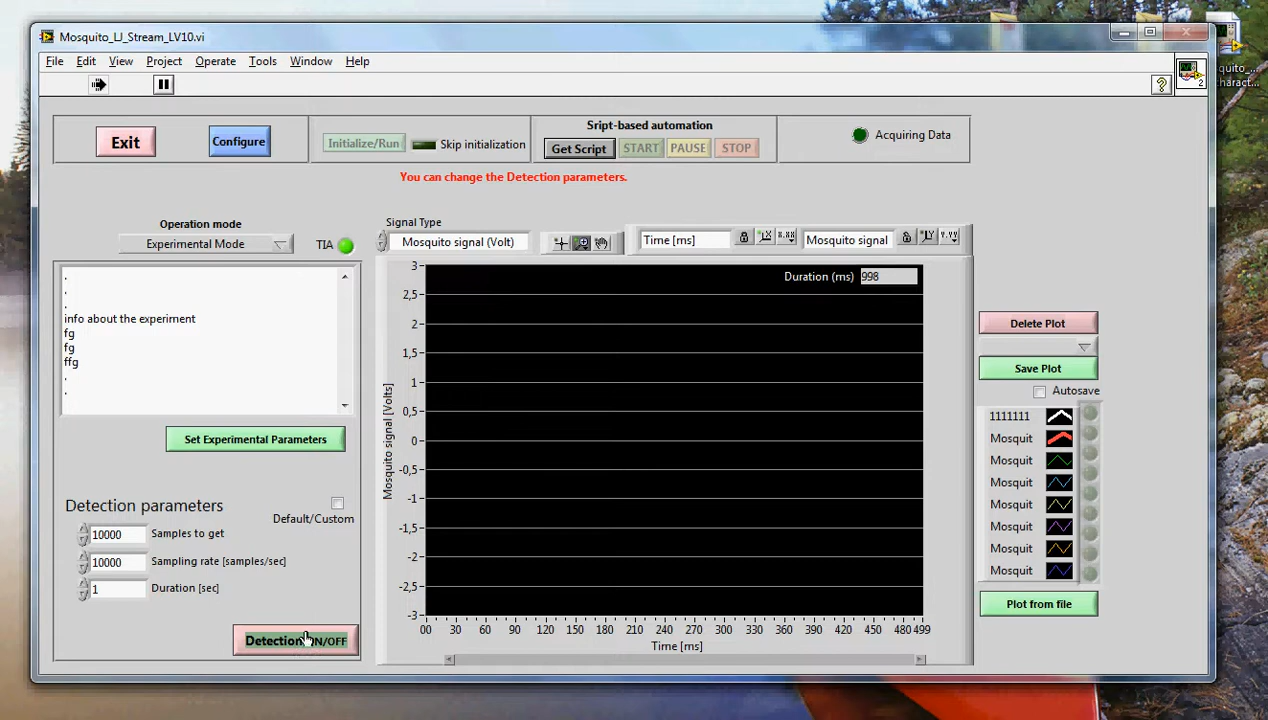 Mosquito_LJ_Stream_LV10.vi
File Edit View Project Operate Tools Window Help
? 2
Exit
Configure
Initialize/Run
Skip initialization
Sript-based automation
Get Script
START
PAUSE
STOP
Acquiring Data
You can change the Detection parameters.
Operation mode
Experimental Mode
TIA
.
.
.
info about the experiment
fg
fg
ffg
.
.
Set Experimental Parameters
Detection parameters
Default/Custom
10000 Samples to get
10000 Sampling rate [samples/sec]
1 Duration [sec]
Detection ON/OFF
Signal Type
Mosquito signal (Volt)
Time [ms]
Mosquito signal
Duration (ms) 998
Mosquito signal [Volts]
3
2,5
2
1,5
1
0,5
0
-0,5
-1
-1,5
-2
-2,5
-3
00 30 60 90 120 150 180 210 240 270 300 330 360 390 420 450 480 499
Time [ms]
Delete Plot
Save Plot
Autosave
1111111
Mosquit
Mosquit
Mosquit
Mosquit
Mosquit
Mosquit
Mosquit
Plot from file
quito_...